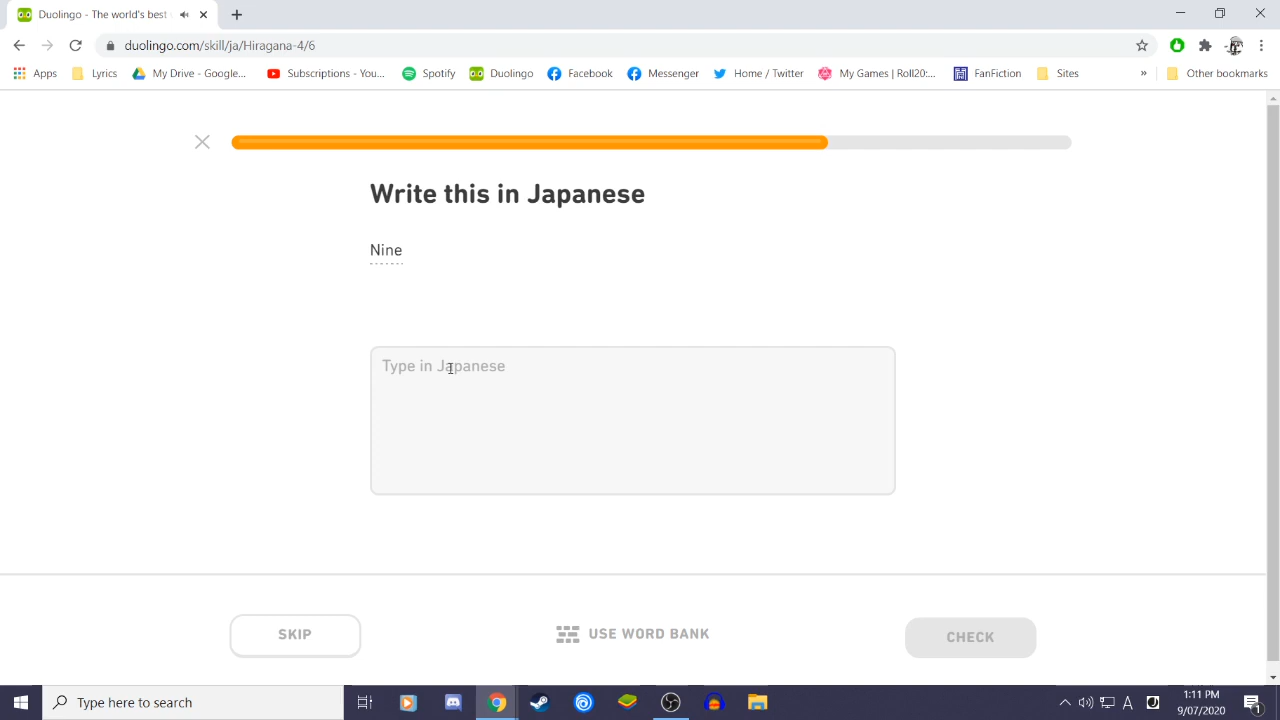 Duolingo - The world's best
duolingo.com/skill/ja/Hiragana-4/6
Apps Lyrics My Drive - Google... Subscriptions - You... Spotify Duolingo Facebook Messenger Home / Twitter My Games | Roll20:... FanFiction Sites » Other bookmarks
Write this in Japanese
Nine
Type in Japanese
SKIP USE WORD BANK CHECK
Type here to search A 1:11 PM
9/07/2020 1